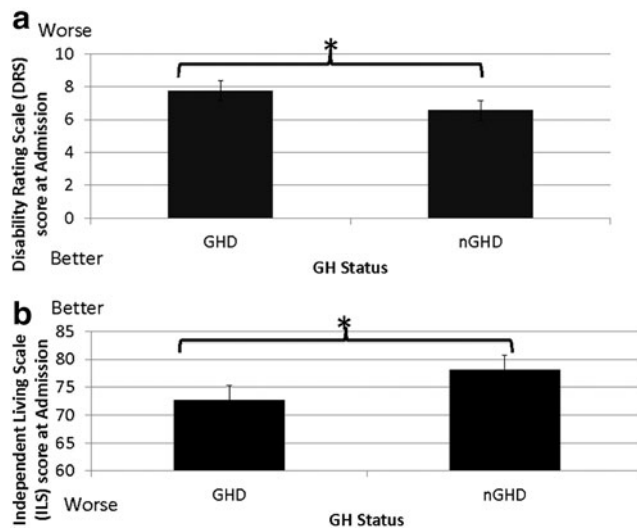 a
Worse
Disability Rating Scale (DRS)
score at Admission
10
8
6
4
2
0
*
GHD
nGHD
Better
GH Status
b
Better
Independent Living Scale
(ILS) score at Admission
85
80
75
70
65
60
*
GHD
nGHD
Worse
GH Status